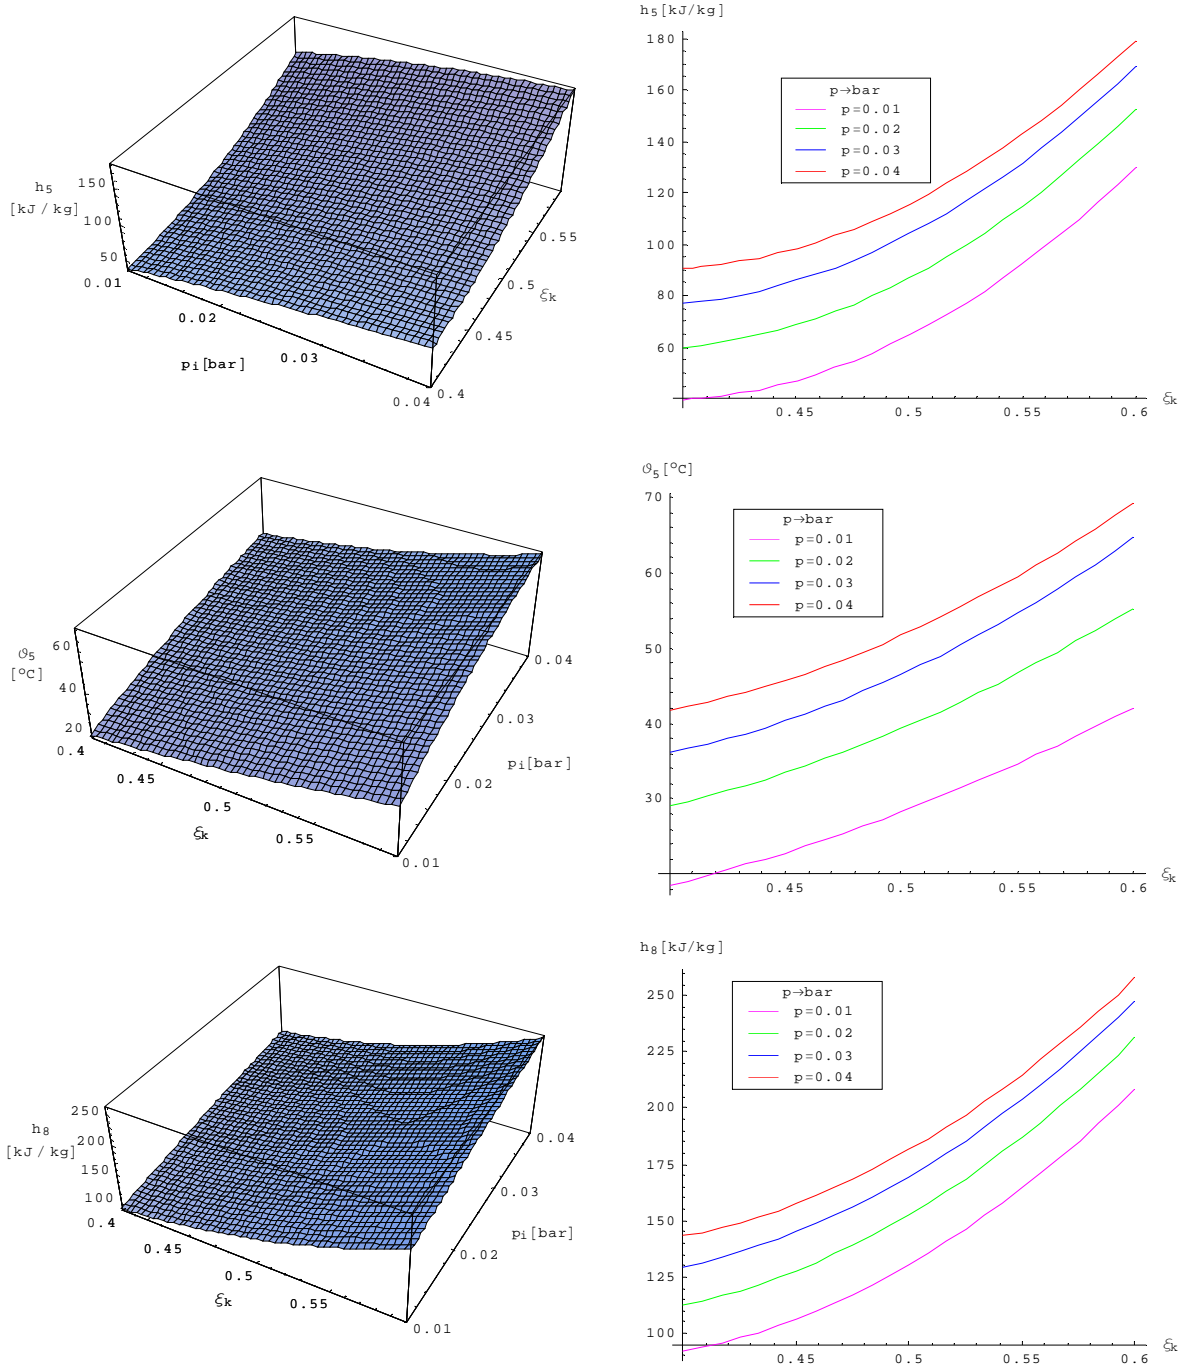 h5
[kJ/kg]
150
100
50
0.01
0.02
0.03
0.04
pi[bar]
0.4
0.45
0.5
0.55
ξk
h5[kJ/kg]
180
160
140
120
100
80
60
p→bar
p=0.01
p=0.02
p=0.03
p=0.04
0.45
0.5
0.55
0.6
ξk
ϑ5
[°C]
60
40
20
0.4
0.45
0.5
0.55
ξk
0.01
0.02
0.03
0.04
pi[bar]
ϑ5[°C]
70
60
50
40
30
p→bar
p=0.01
p=0.02
p=0.03
p=0.04
0.45
0.5
0.55
0.6
ξk
h8
[kJ/kg]
250
200
150
100
0.4
0.45
0.5
0.55
ξk
0.01
0.02
0.03
0.04
pi[bar]
h8[kJ/kg]
250
225
200
175
150
125
100
p→bar
p=0.01
p=0.02
p=0.03
p=0.04
0.45
0.5
0.55
0.6
ξk